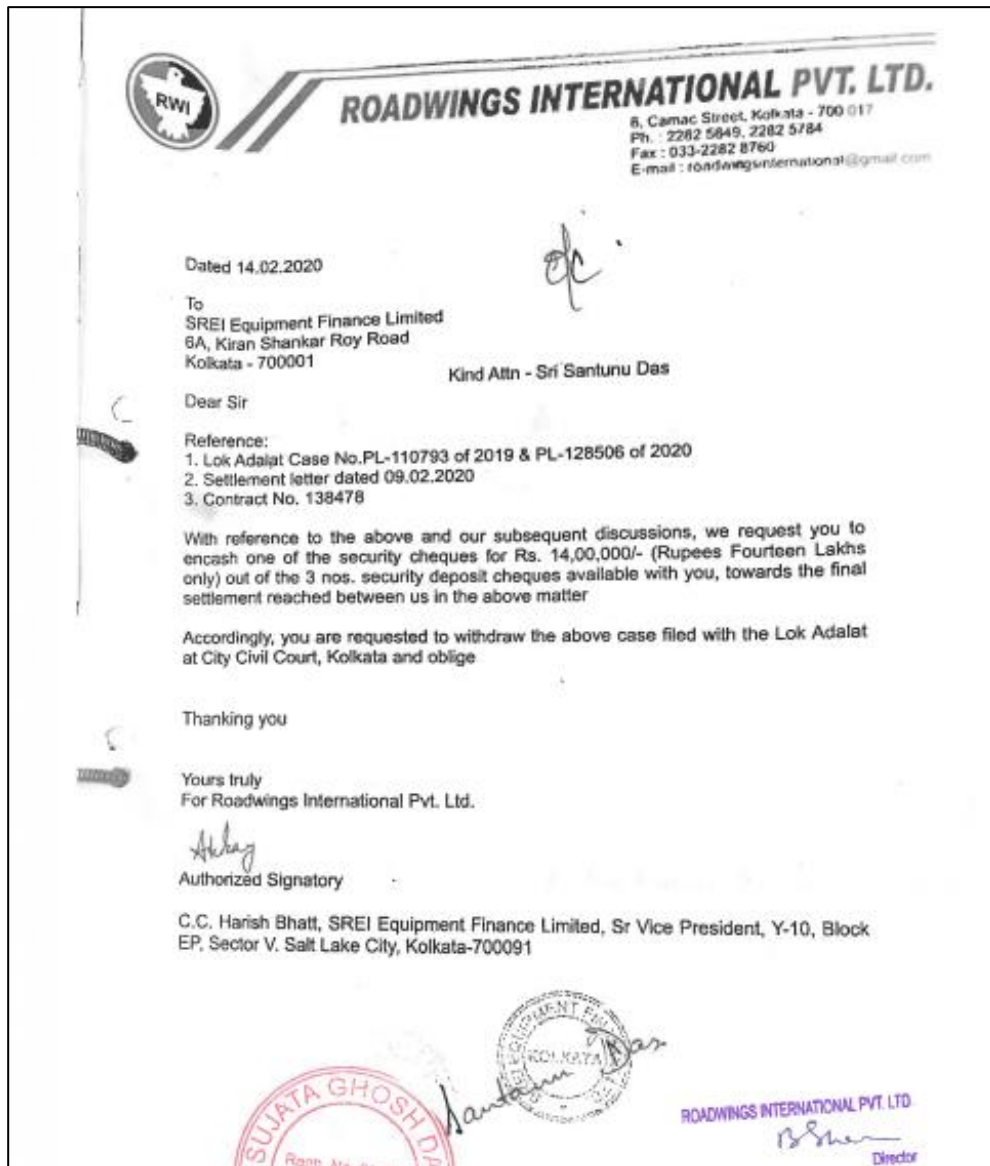 RWI
ROADWINGS INTERNATIONAL PVT. LTD.
8, Camac Street, Kolkata - 700 017
Ph. : 2282 5849, 2282 5784
Fax : 033-2282 8760
E-mail : roadwingsinternational@gmail.com
o/c
Dated 14.02.2020
To
SREI Equipment Finance Limited
6A, Kiran Shankar Roy Road
Kolkata - 700001
Kind Attn - Sri Santunu Das
Dear Sir
Reference:
1. Lok Adalat Case No.PL-110793 of 2019 & PL-128506 of 2020
2. Settlement letter dated 09.02.2020
3. Contract No. 138478
With reference to the above and our subsequent discussions, we request you to
encash one of the security cheques for Rs. 14,00,000/- (Rupees Fourteen Lakhs
only) out of the 3 nos. security deposit cheques available with you, towards the final
settlement reached between us in the above matter
Accordingly, you are requested to withdraw the above case filed with the Lok Adalat
at City Civil Court, Kolkata and oblige
Thanking you
Yours truly
For Roadwings International Pvt. Ltd.
Authorized Signatory
C.C. Harish Bhatt, SREI Equipment Finance Limited, Sr Vice President, Y-10, Block
EP, Sector V. Salt Lake City, Kolkata-700091
EQUIPMENT FIN
KOLKATA
Santanu Das
SUJATA GHOSH DA
ROADWINGS INTERNATIONAL PVT. LTD.
Director